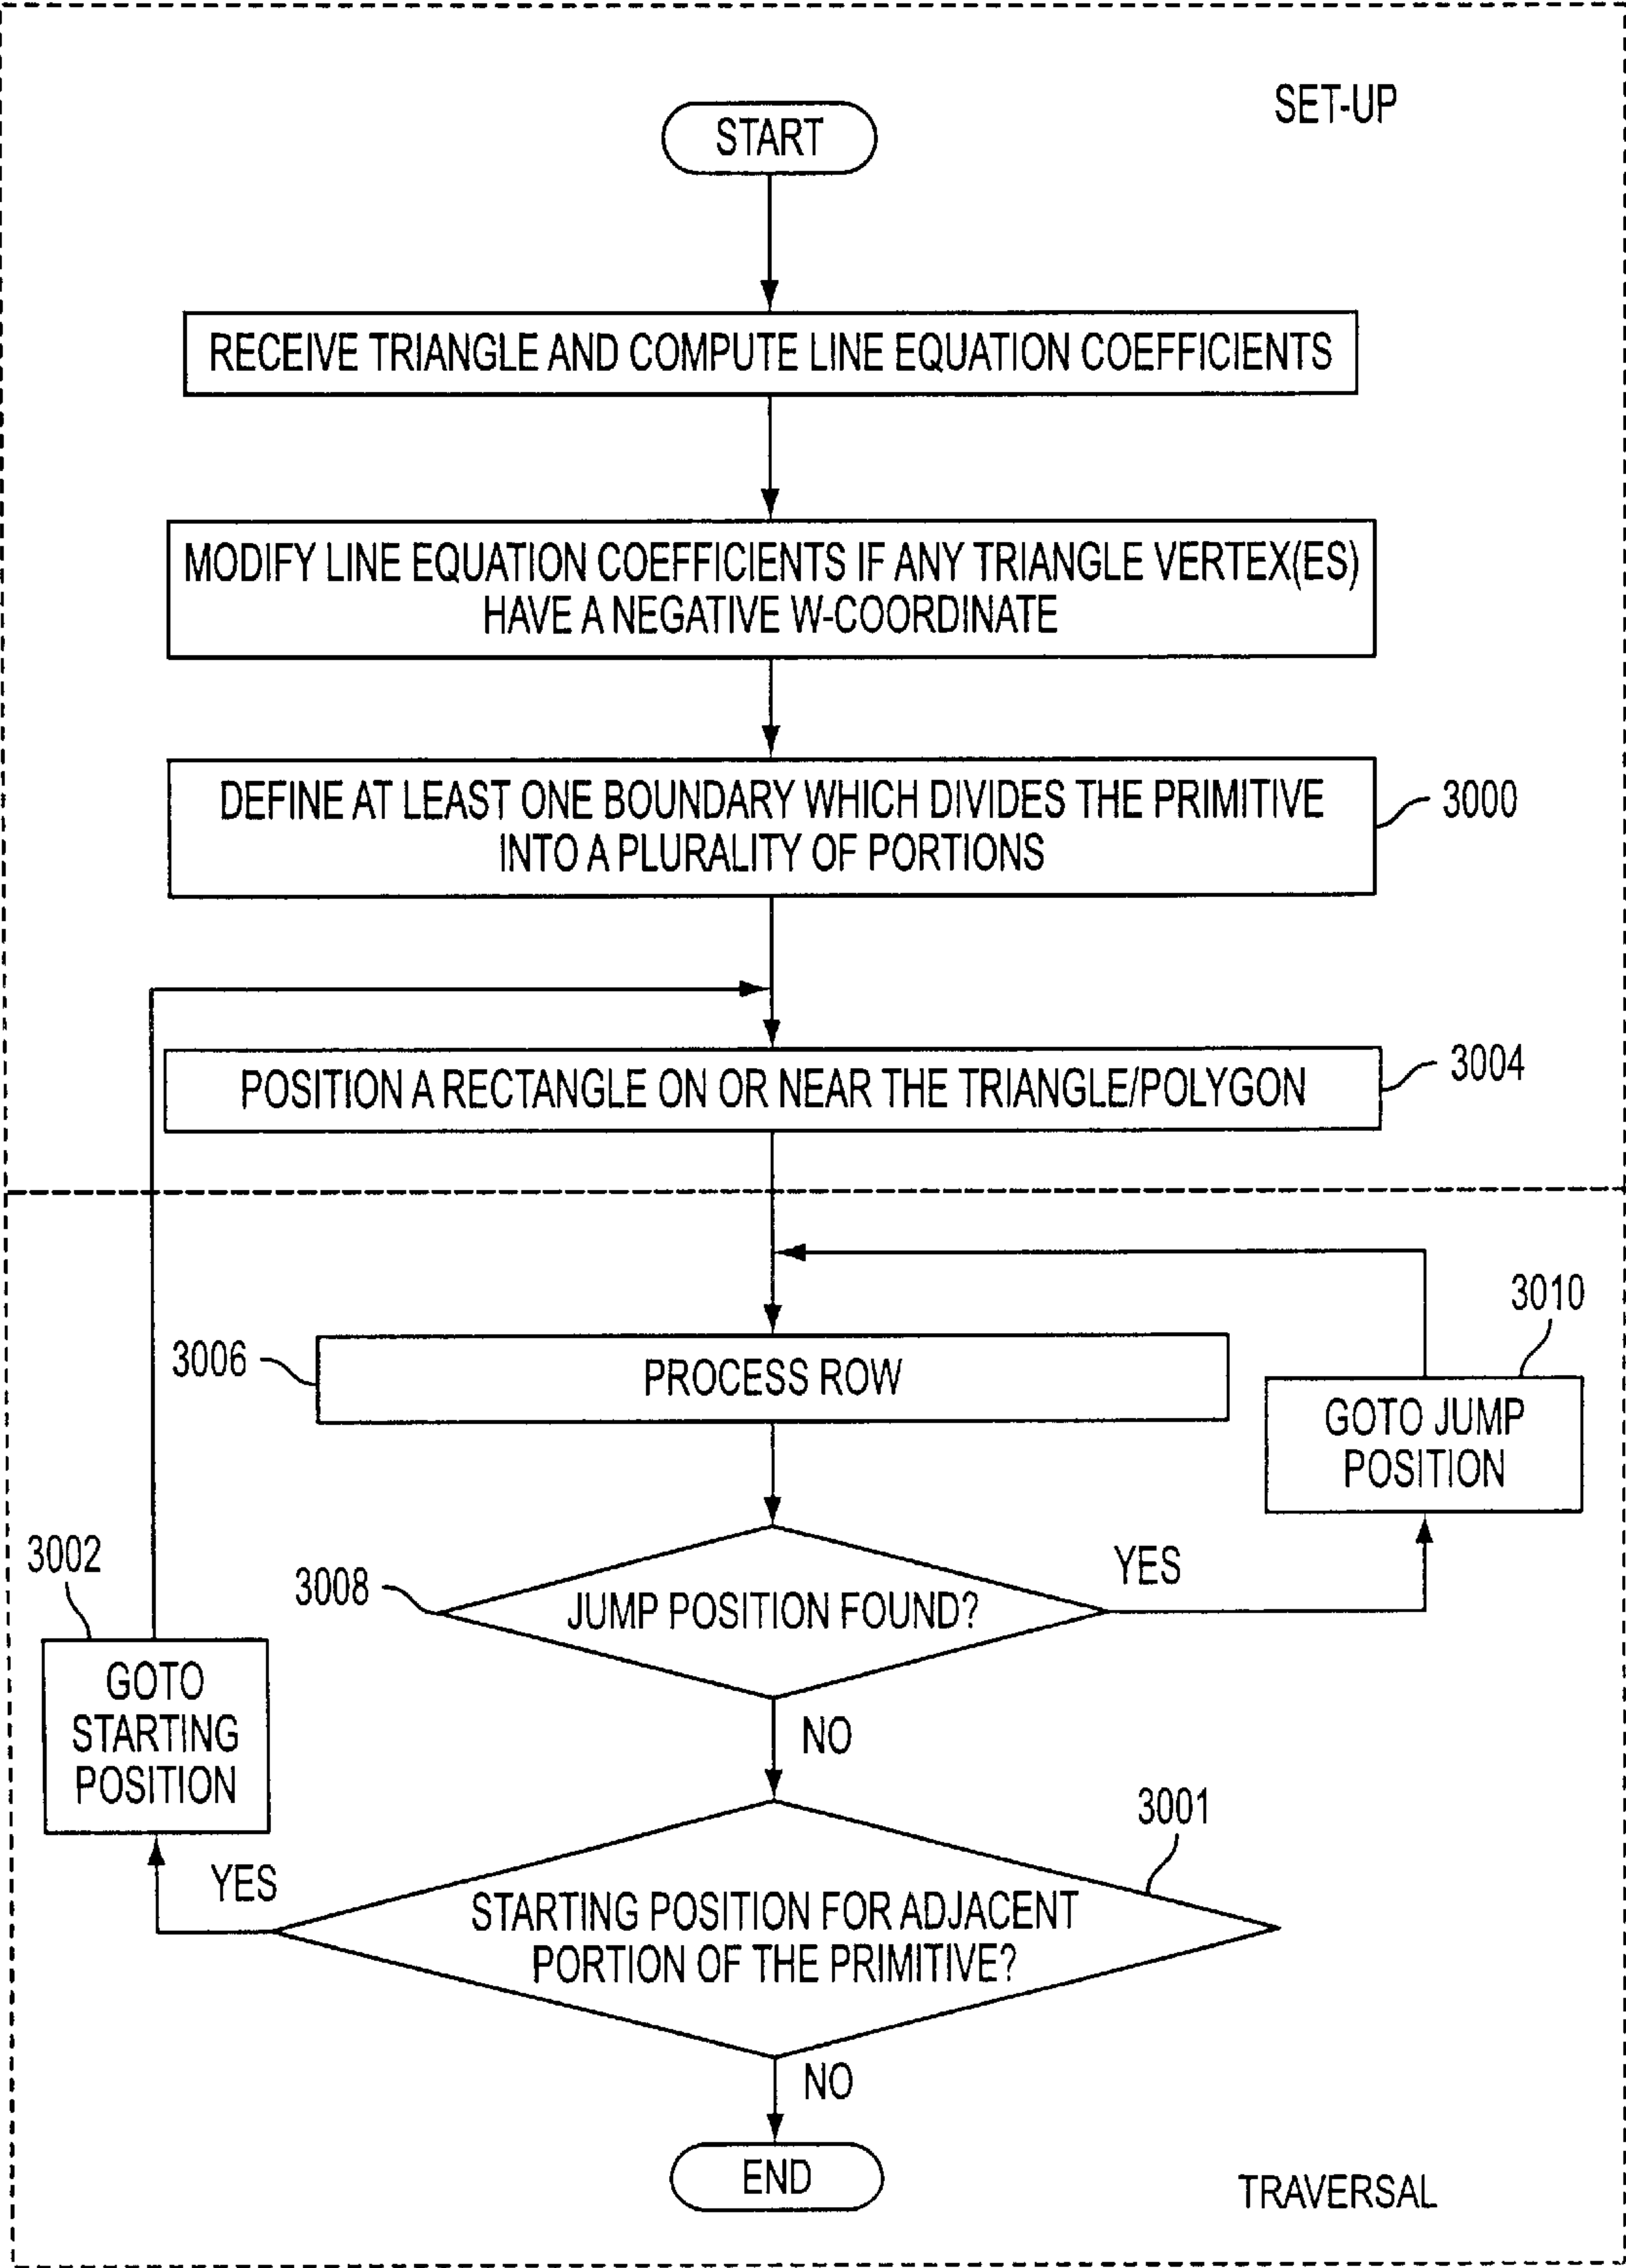 SET-UP
START
RECEIVE TRIANGLE AND COMPUTE LINE EQUATION COEFFICIENTS
MODIFY LINE EQUATION COEFFICIENTS IF ANY TRIANGLE VERTEX(ES)
HAVE A NEGATIVE W-COORDINATE
DEFINE AT LEAST ONE BOUNDARY WHICH DIVIDES THE PRIMITIVE
INTO A PLURALITY OF PORTIONS
3000
POSITION A RECTANGLE ON OR NEAR THE TRIANGLE/POLYGON
3004
3006
PROCESS ROW
3010
GOTO JUMP
POSITION
3008
JUMP POSITION FOUND?
YES
3002
GOTO
STARTING
POSITION
NO
3001
YES
STARTING POSITION FOR ADJACENT
PORTION OF THE PRIMITIVE?
NO
END
TRAVERSAL